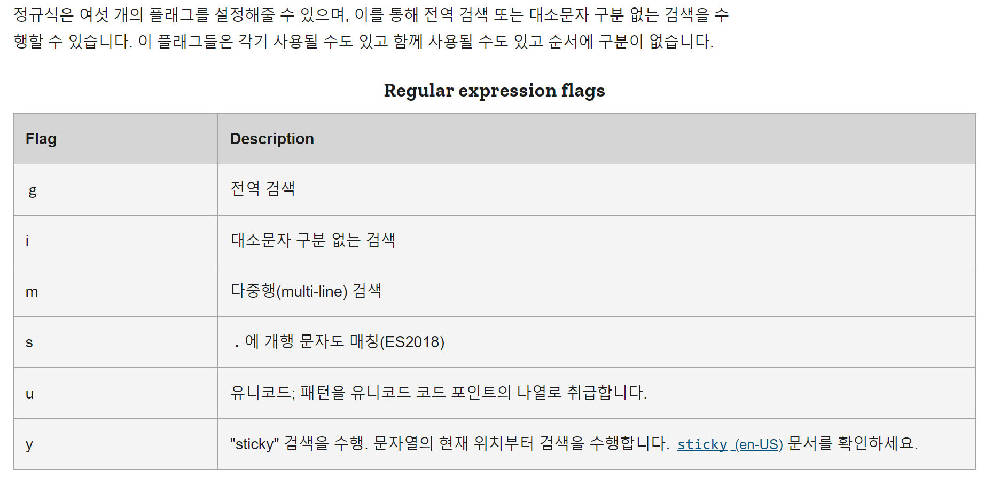 정규식은 여섯 개의 플래그를 설정해줄 수 있으며, 이를 통해 전역 검색 또는 대소문자 구분 없는 검색을 수
행할 수 있습니다. 이 플래그들은 각기 사용될 수도 있고 함께 사용될 수도 있고 순서에 구분이 없습니다.
Regular expression flags
Flag Description
g 전역 검색
i 대소문자 구분 없는 검색
m 다중행(multi-line) 검색
s . 에 개행 문자도 매칭(ES2018)
u 유니코드; 패턴을 유니코드 코드 포인트의 나열로 취급합니다.
y "sticky" 검색을 수행. 문자열의 현재 위치부터 검색을 수행합니다. sticky (en-US) 문서를 확인하세요.